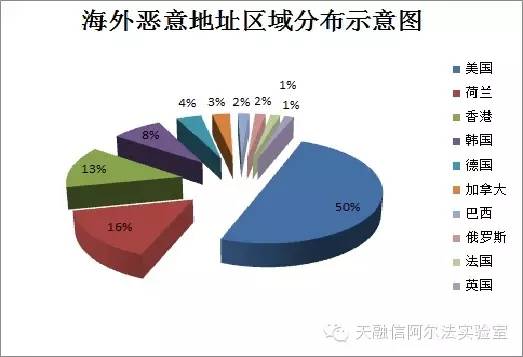 海外恶意地址区域分布示意图
1%
1%
2%
2%
3%
4%
8%
13%
16%
50%
美国
荷兰
香港
韩国
德国
加拿大
巴西
俄罗斯
法国
英国
天融信阿尔法实验室